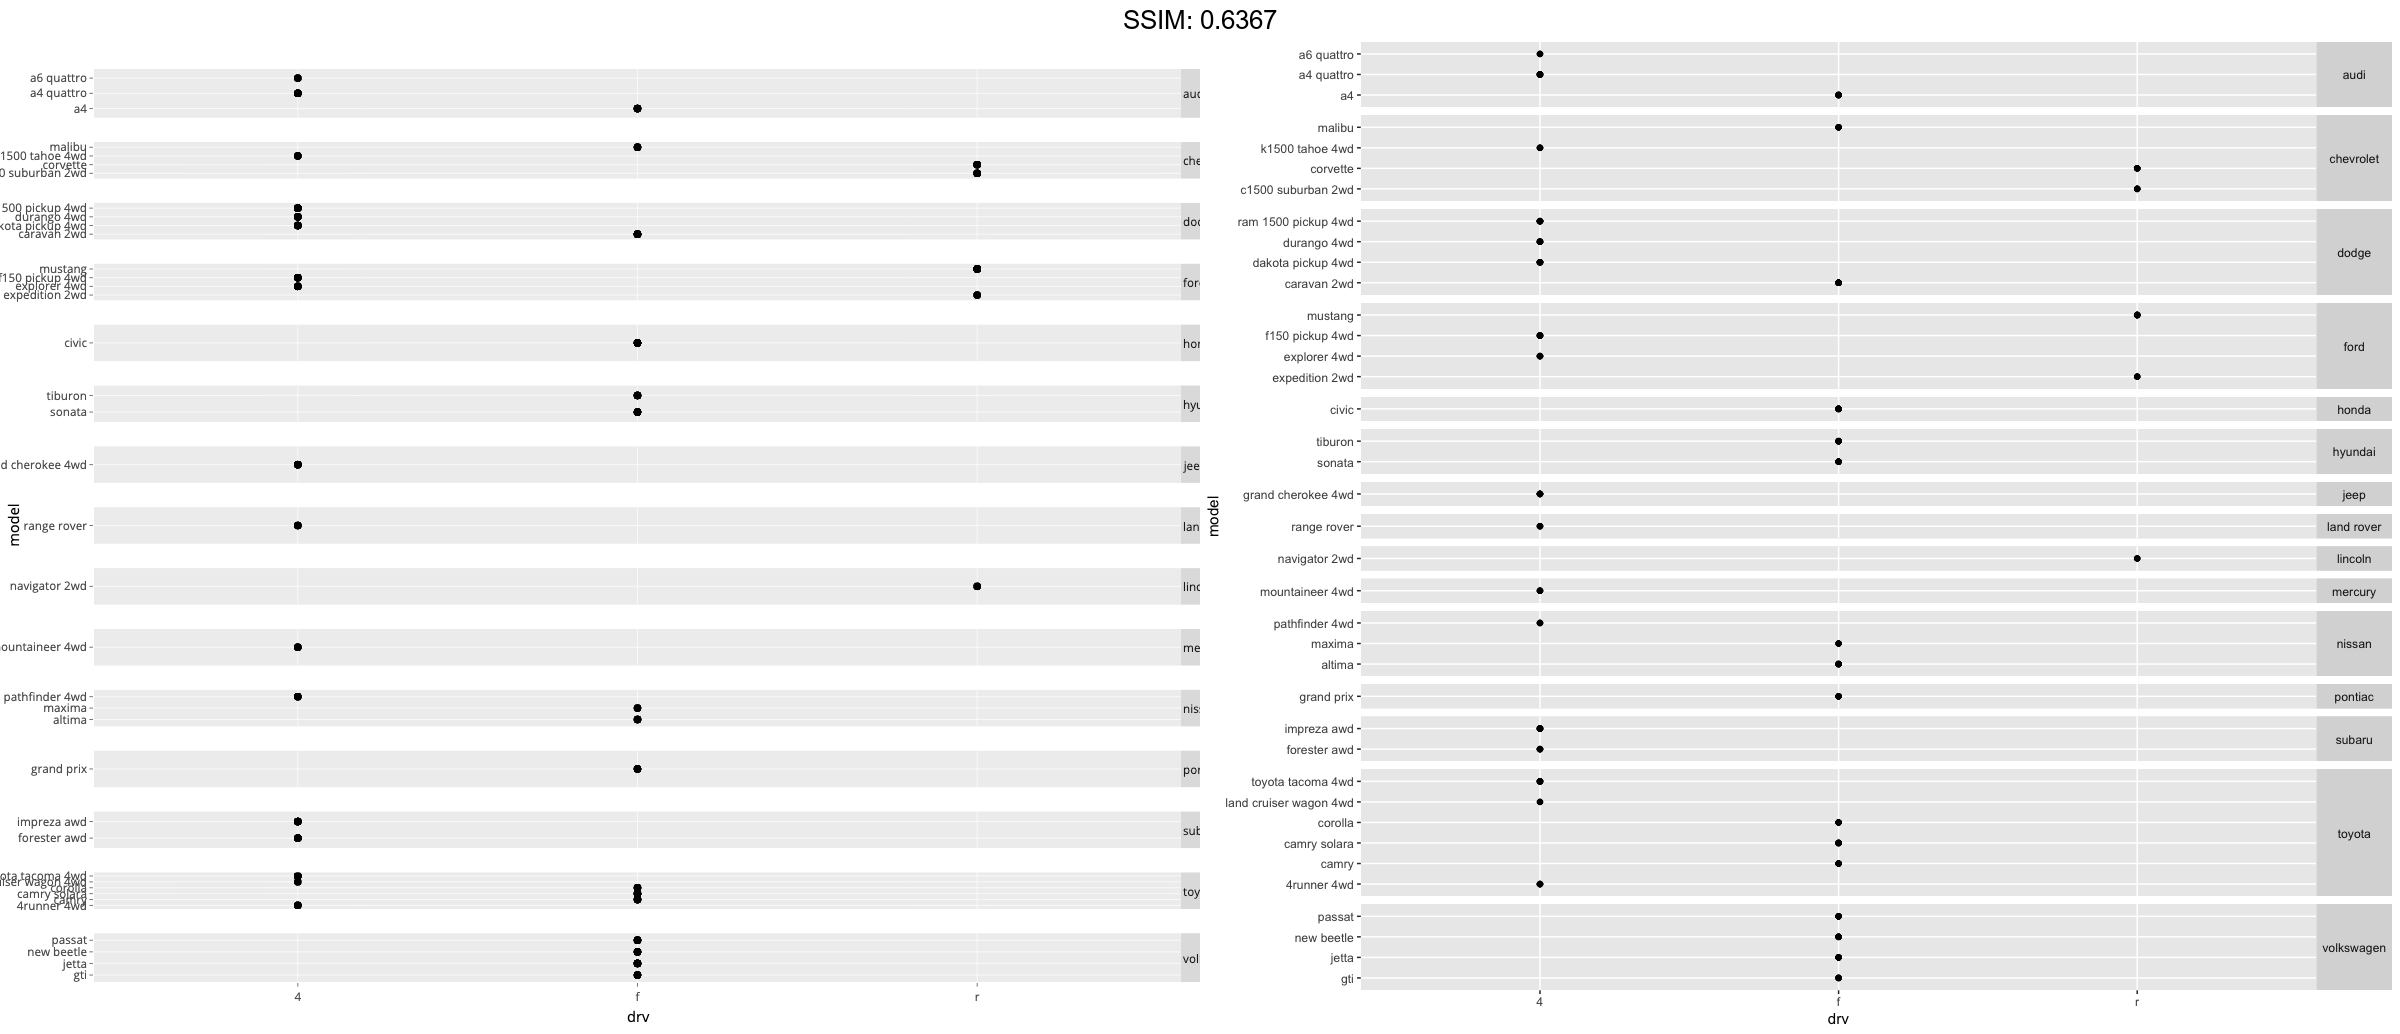 SSIM: 0.6367
a6 quattro
a4 quattro
a4
aud
malibu
1500 tahoe 4wd
corvette
0 suburban 2wd
che
500 pickup 4wd
durango 4wd
kota pickup 4wd
caravan 2wd
doc
mustang
f150 pickup 4wd
explorer 4wd
expedition 2wd
for
civic
hor
tiburon
sonata
hyu
d cherokee 4wd
jee
range rover
lan
navigator 2wd
linc
ountaineer 4wd
me
pathfinder 4wd
maxima
altima
nis
grand prix
por
impreza awd
forester awd
sub
ota tacoma 4wd
iser wagon 4wd
corolla
camry solara
camry
4runner 4wd
toy
passat
new beetle
jetta
gti
vol
model
4
f
r
drv
a6 quattro
a4 quattro
a4
audi
malibu
k1500 tahoe 4wd
corvette
c1500 suburban 2wd
chevrolet
ram 1500 pickup 4wd
durango 4wd
dakota pickup 4wd
caravan 2wd
dodge
mustang
f150 pickup 4wd
explorer 4wd
expedition 2wd
ford
civic
honda
tiburon
sonata
hyundai
grand cherokee 4wd
jeep
range rover
land rover
navigator 2wd
lincoln
mountaineer 4wd
mercury
pathfinder 4wd
maxima
altima
nissan
grand prix
pontiac
impreza awd
forester awd
subaru
toyota tacoma 4wd
land cruiser wagon 4wd
corolla
camry solara
camry
4runner 4wd
toyota
passat
new beetle
jetta
gti
volkswagen
model
4
f
r
drv